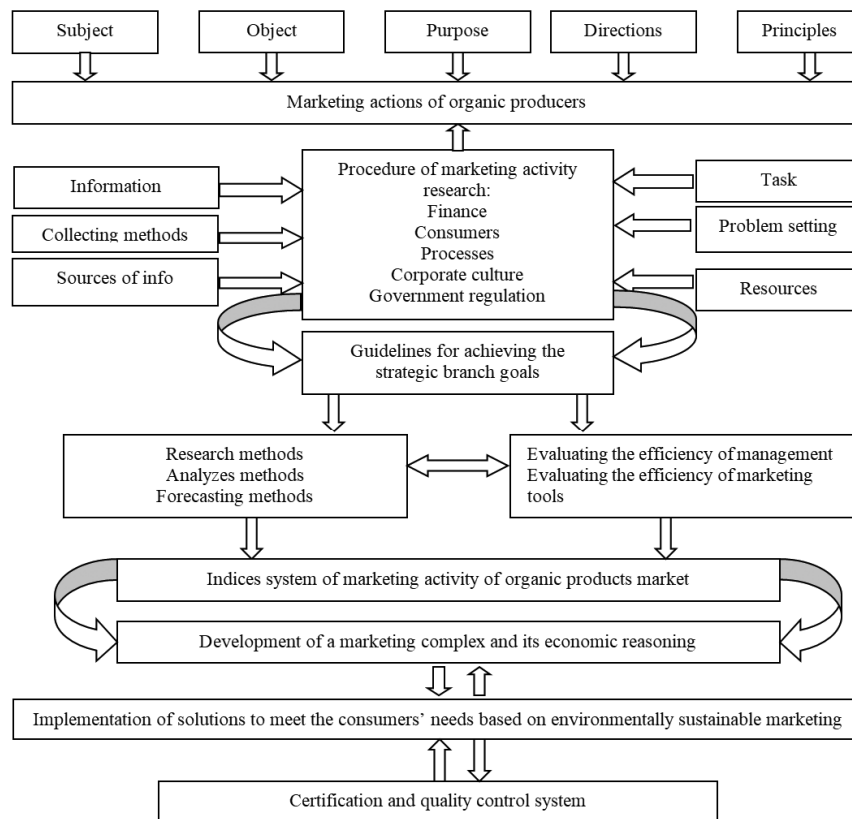 Subject
Object
Purpose
Directions
Principles
Marketing actions of organic producers
Information
Collecting methods
Sources of info
Procedure of marketing activity
research:
Finance
Consumers
Processes
Corporate culture
Government regulation
Task
Problem setting
Resources
Guidelines for achieving the
strategic branch goals
Research methods
Analyzes methods
Forecasting methods
Evaluating the efficiency of management
Evaluating the efficiency of marketing
tools
Indices system of marketing activity of organic products market
Development of a marketing complex and its economic reasoning
Implementation of solutions to meet the consumers’ needs based on environmentally sustainable marketing
Certification and quality control system